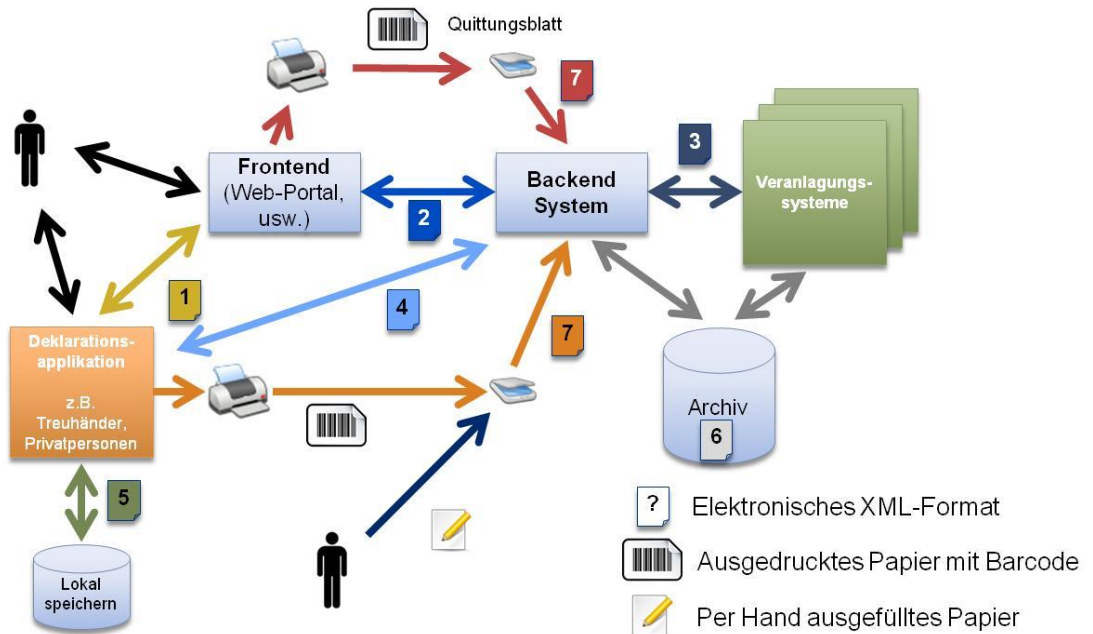 Quittungsblatt
7
Frontend
(Web-Portal,
usw.)
2
Backend
System
3
Veranlagungs-
systeme
1
4
Deklarations-
applikation
z.B.
Treuhänder,
Privatpersonen
7
Archiv
6
5
Lokal
speichern
? Elektronisches XML-Format
Ausgedrucktes Papier mit Barcode
Per Hand ausgefülltes Papier